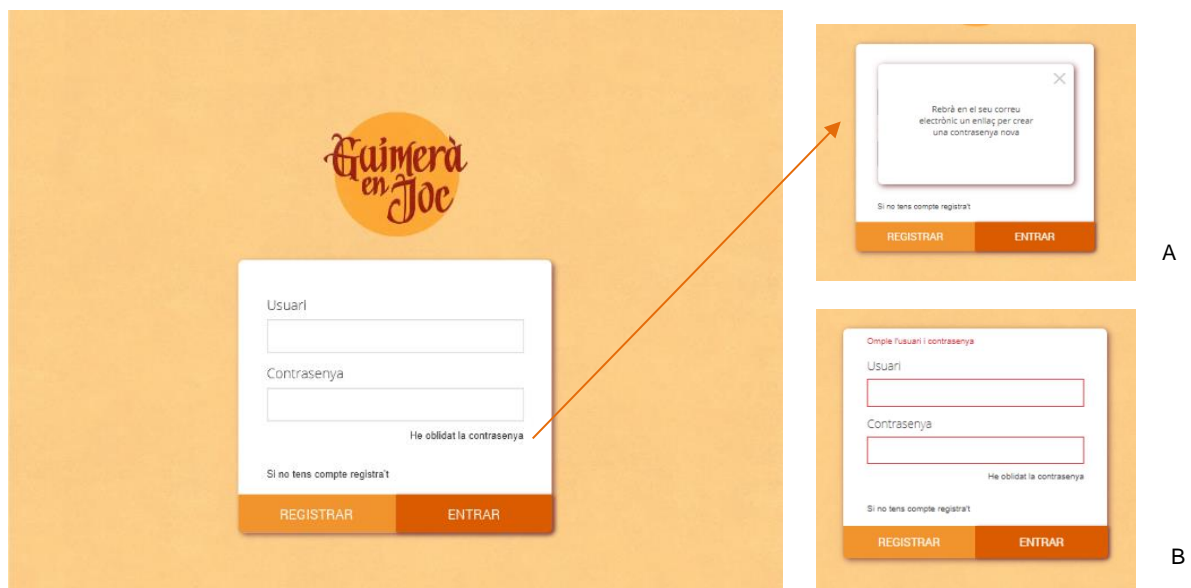 Guimerà
en
Joc
Usuari
Contrasenya
He oblidat la contrasenya
Si no tens compte registra't
REGISTRAR ENTRAR
Rebrà en el seu correu
electrònic un enllaç per crear
una contrasenya nova
Si no tens compte registra't
REGISTRAR ENTRAR
A
Omple l'usuari i contrasenya
Usuari
Contrasenya
He oblidat la contrasenya
Si no tens compte registra't
REGISTRAR ENTRAR
B